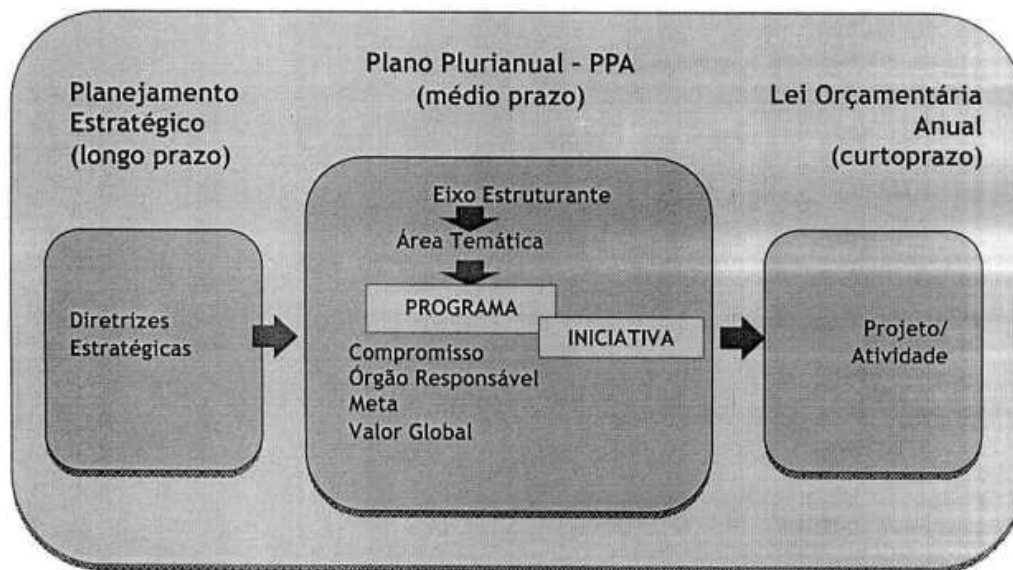 Plano Plurianual - PPA
(médio prazo)
Planejamento
Estratégico
(longo prazo)
Lei Orçamentária
Anual
(curtoprazo)
Eixo Estruturante
Área Temática
PROGRAMA
INICIATIVA
Compromisso
Órgão Responsável
Meta
Valor Global
Diretrizes
Estratégicas
Projeto/
Atividade